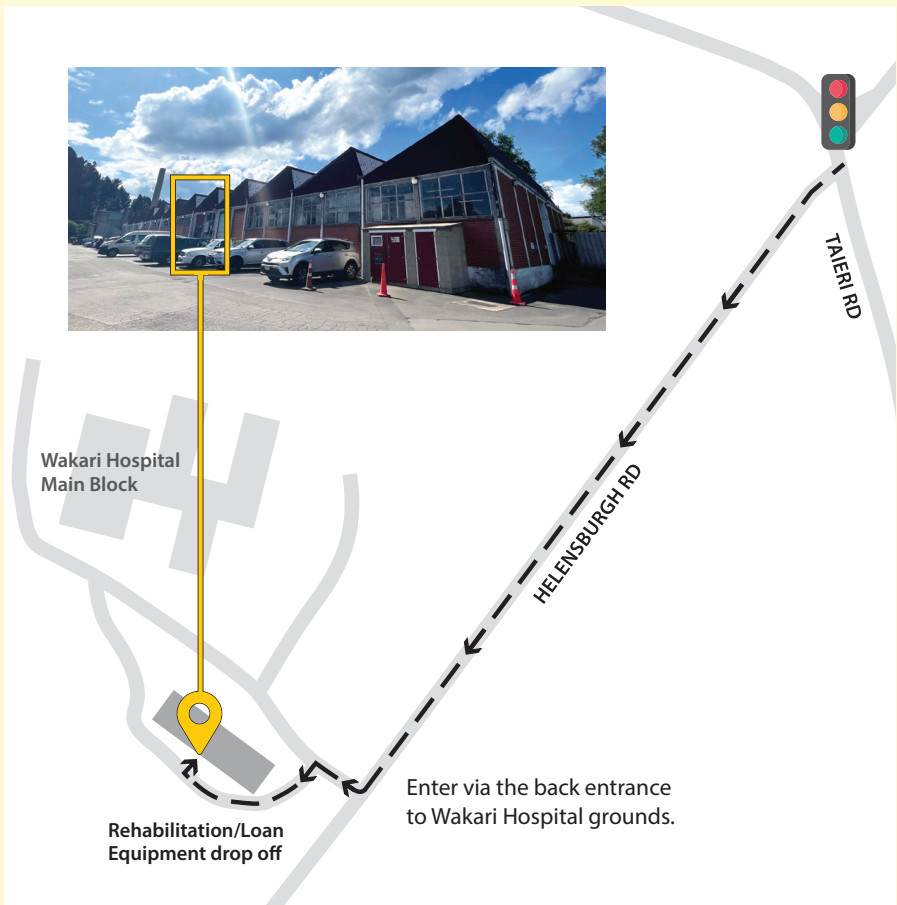 TAIERI RD
Wakari Hospital
Main Block
HELENSBURGH RD
Enter via the back entrance
to Wakari Hospital grounds.
Rehabilitation/Loan
Equipment drop off